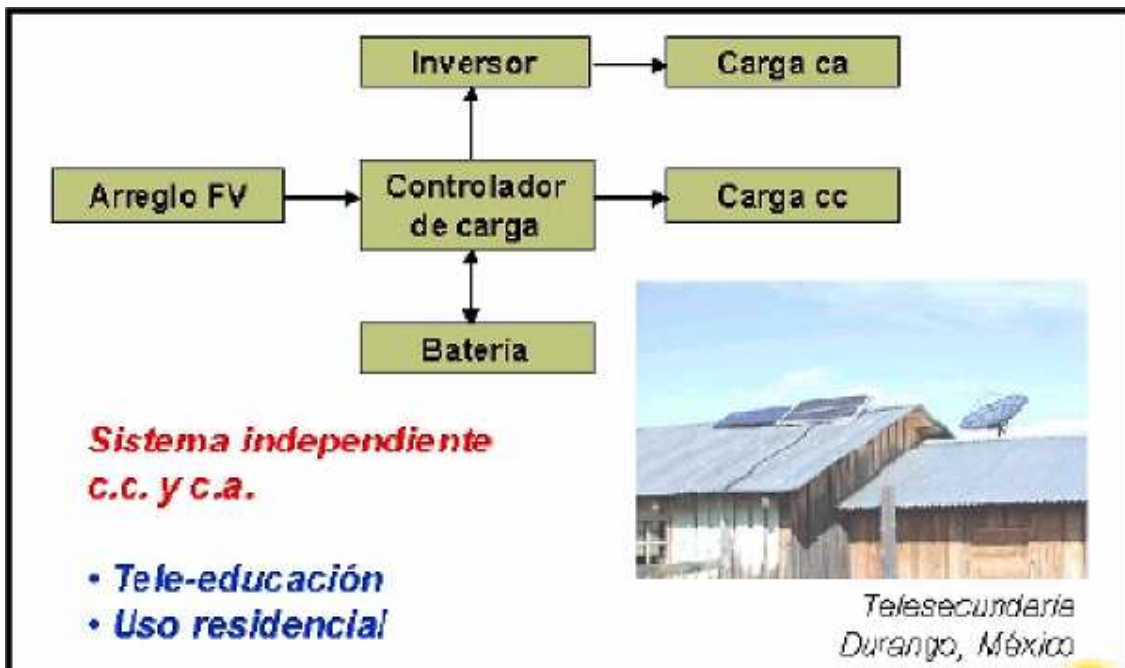 Inversor
Carga ca
Arreglo FV
Controlador
de carga
Carga cc
Batería
Sistema independiente
c.c. y c.a.
• Tele-educación
• Uso residencial
Telesecundaria
Durango, México